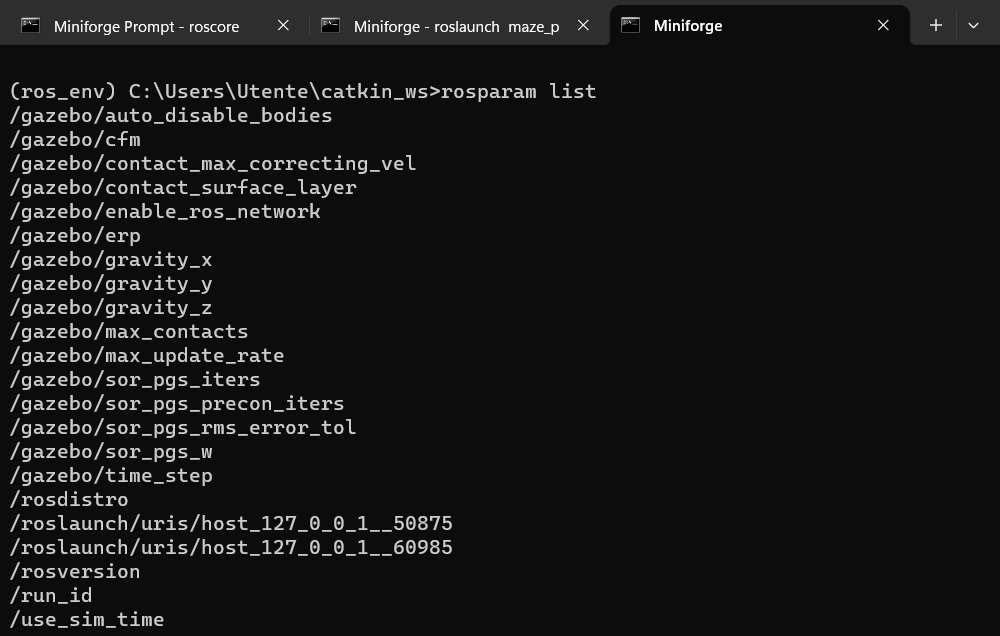 Miniforge Prompt - roscore
Miniforge - roslaunch maze_p
Miniforge
(ros_env) C:\Users\Utente\catkin_ws>rosparam list
/gazebo/auto_disable_bodies
/gazebo/cfm
/gazebo/contact_max_correcting_vel
/gazebo/contact_surface_layer
/gazebo/enable_ros_network
/gazebo/erp
/gazebo/gravity_x
/gazebo/gravity_y
/gazebo/gravity_z
/gazebo/max_contacts
/gazebo/max_update_rate
/gazebo/sor_pgs_iters
/gazebo/sor_pgs_precon_iters
/gazebo/sor_pgs_rms_error_tol
/gazebo/sor_pgs_w
/gazebo/time_step
/rosdistro
/roslaunch/uris/host_127_0_0_1__50875
/roslaunch/uris/host_127_0_0_1__60985
/rosversion
/run_id
/use_sim_time